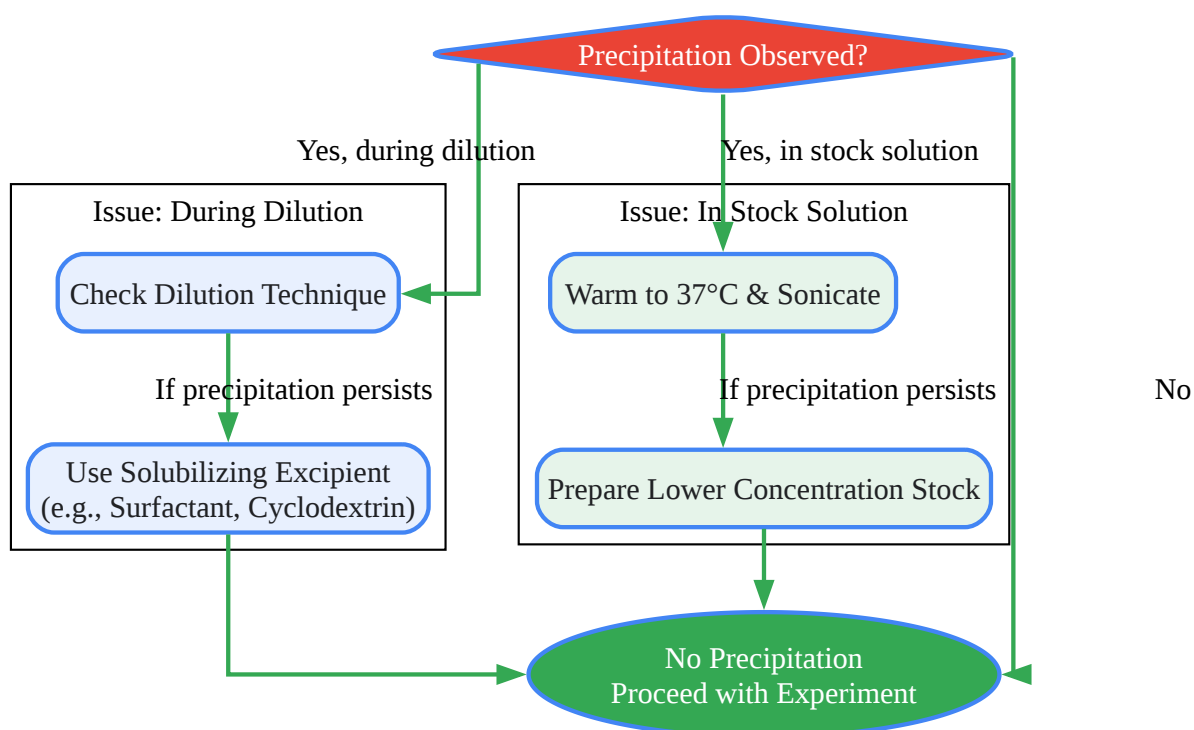 Precipitation Observed?
Yes, during dilution
Yes, in stock solution
Issue: During Dilution
Issue: In Stock Solution
Check Dilution Technique
Warm to 37°C & Sonicate
If precipitation persists
If precipitation persists
No
Use Solubilizing Excipient
(e.g., Surfactant, Cyclodextrin)
Prepare Lower Concentration Stock
No Precipitation
Proceed with Experiment